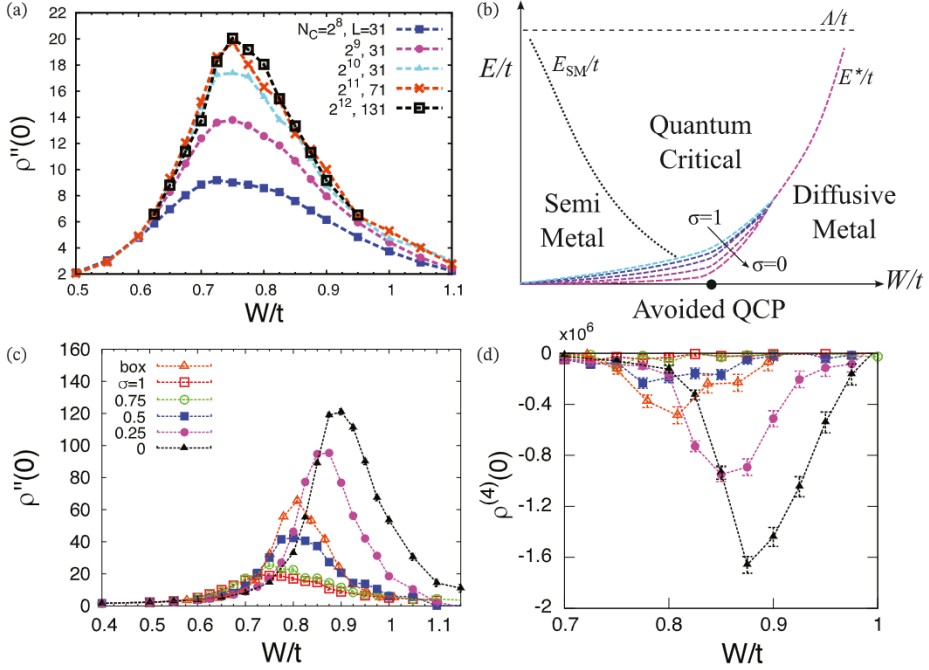 (a)
N_C=2^8, L=31
2^9, 31
2^10, 31
2^11, 71
2^12, 131
ρ''(0)
22
20
18
16
14
12
10
8
6
4
2
0.5 0.6 0.7 0.8 0.9 1.0 1.1
W/t
(b)
E/t
Λ/t
E_SM/t
E*/t
Quantum
Critical
Semi
Metal
Diffusive
Metal
σ=1
σ=0
W/t
Avoided QCP
(c)
box
σ=1
0.75
0.5
0.25
0
ρ''(0)
160
140
120
100
80
60
40
20
0
0.4 0.5 0.6 0.7 0.8 0.9 1.0 1.1
W/t
x10^6
(d)
ρ^(4)(0)
0
-0.4
-0.8
-1.2
-1.6
-2
0.7 0.8 0.9 1
W/t